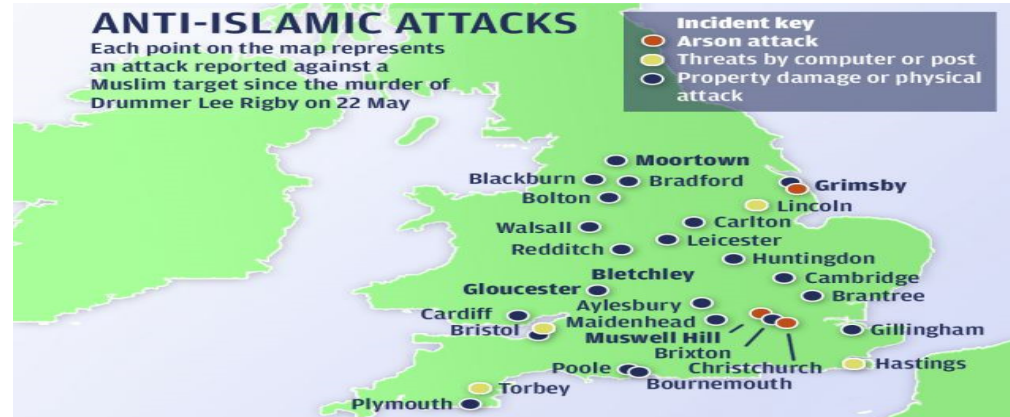 ANTI-ISLAMIC ATTACKS
Each point on the map represents
an attack reported against a
Muslim target since the murder of
Drummer Lee Rigby on 22 May
Incident key
Arson attack
Threats by computer or post
Property damage or physical
attack
Moortown
Blackburn
Bradford
Grimsby
Bolton
Lincoln
Walsall
Carlton
Leicester
Redditch
Huntingdon
Bletchley
Cambridge
Gloucester
Brantree
Aylesbury
Cardiff
Maidenhead
Bristol
Gillingham
Muswell Hill
Brixton
Christchurch
Hastings
Poole
Bournemouth
Torbey
Plymouth